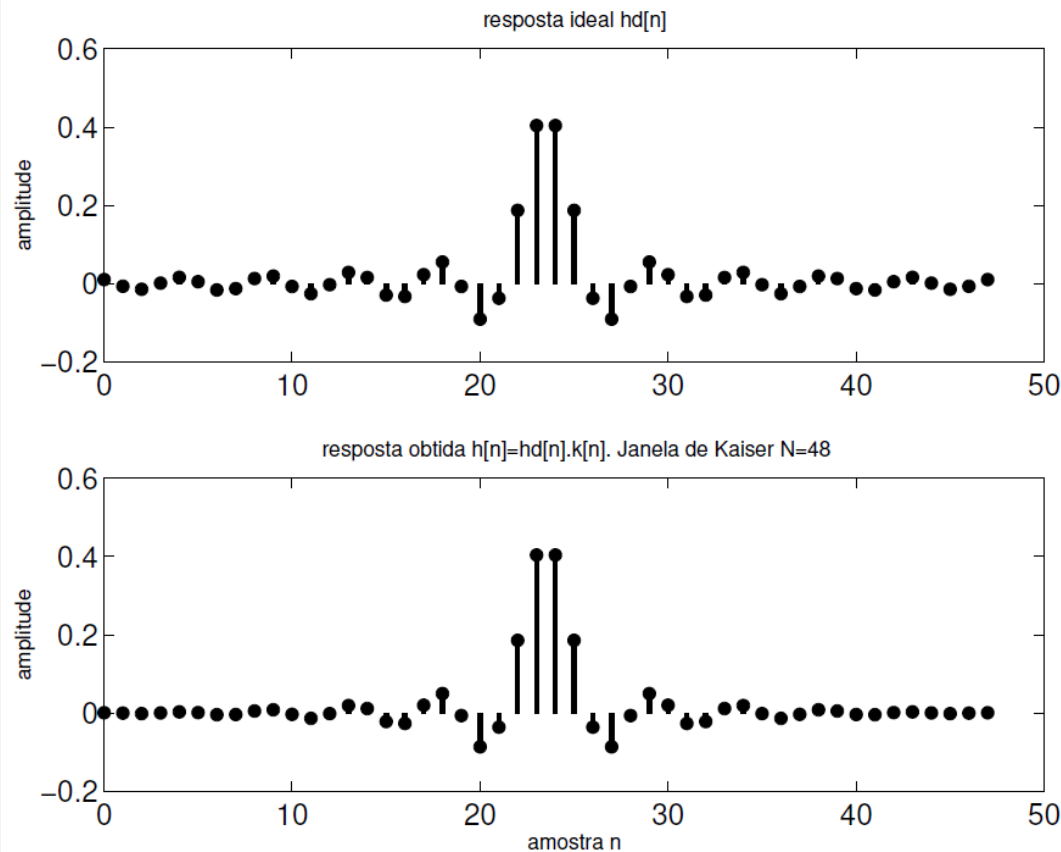 resposta ideal hd[n]
0.6
0.4
0.2
0
−0.2
amplitude
0 10 20 30 40 50
resposta obtida h[n]=hd[n].k[n]. Janela de Kaiser N=48
0.6
0.4
0.2
0
−0.2
amplitude
0 10 20 30 40 50
amostra n